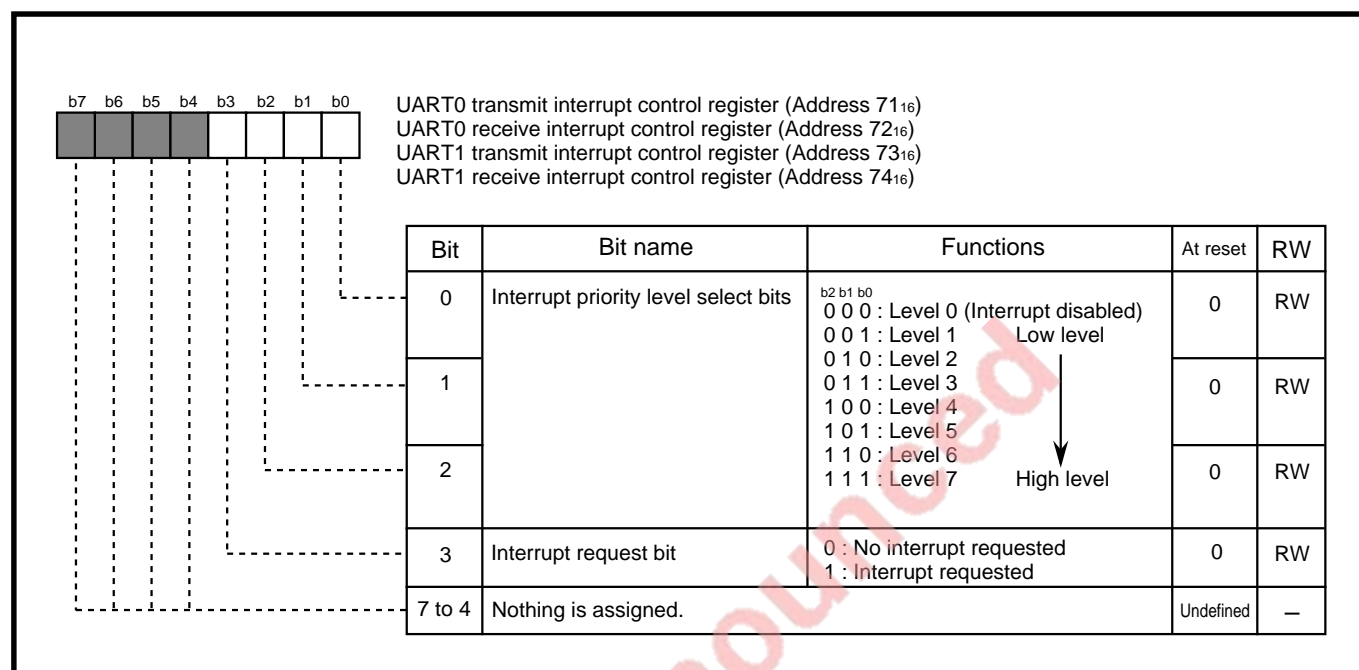 b7 b6 b5 b4 b3 b2 b1 b0
UART0 transmit interrupt control register (Address 71₁₆)
UART0 receive interrupt control register (Address 72₁₆)
UART1 transmit interrupt control register (Address 73₁₆)
UART1 receive interrupt control register (Address 74₁₆)
Bit Bit name Functions At reset RW
0 Interrupt priority level select bits b2 b1 b0 0 RW
0 0 0 : Level 0 (Interrupt disabled)
0 0 1 : Level 1 Low level
0 1 0 : Level 2
1 0 1 1 : Level 3 0 RW
1 0 0 : Level 4
1 0 1 : Level 5
1 1 0 : Level 6
2 1 1 1 : Level 7 High level 0 RW
3 Interrupt request bit 0 : No interrupt requested 0 RW
1 : Interrupt requested
7 to 4 Nothing is assigned. Undefined –
ounced